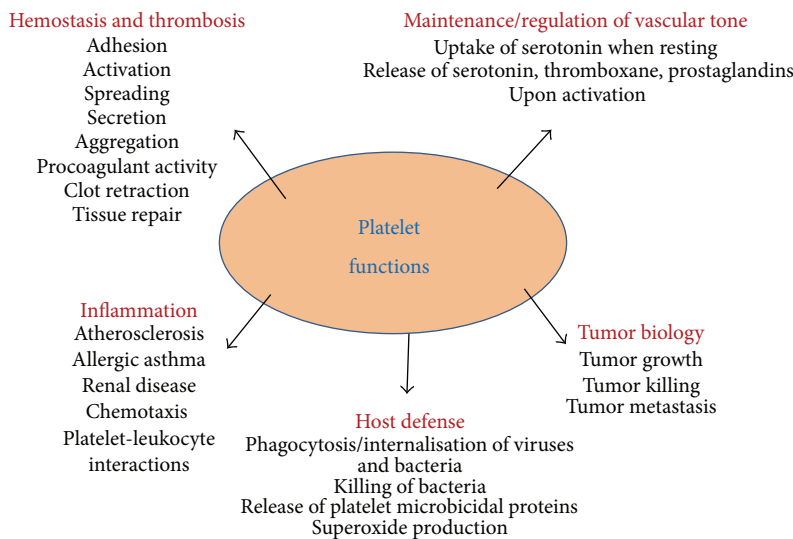 Hemostasis and thrombosis
Adhesion
Activation
Spreading
Secretion
Aggregation
Procoagulant activity
Clot retraction
Tissue repair
Maintenance/regulation of vascular tone
Uptake of serotonin when resting
Release of serotonin, thromboxane, prostaglandins
Upon activation
Platelet
functions
Inflammation
Atherosclerosis
Allergic asthma
Renal disease
Chemotaxis
Platelet-leukocyte
interactions
Host defense
Phagocytosis/internalisation of viruses
and bacteria
Killing of bacteria
Release of platelet microbicidal proteins
Superoxide production
Tumor biology
Tumor growth
Tumor killing
Tumor metastasis